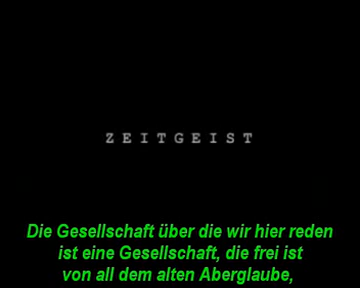 ZEITGEIST
Die Gesellschaft über die wir hier reden
ist eine Gesellschaft, die frei ist
von all dem alten Aberglaube,